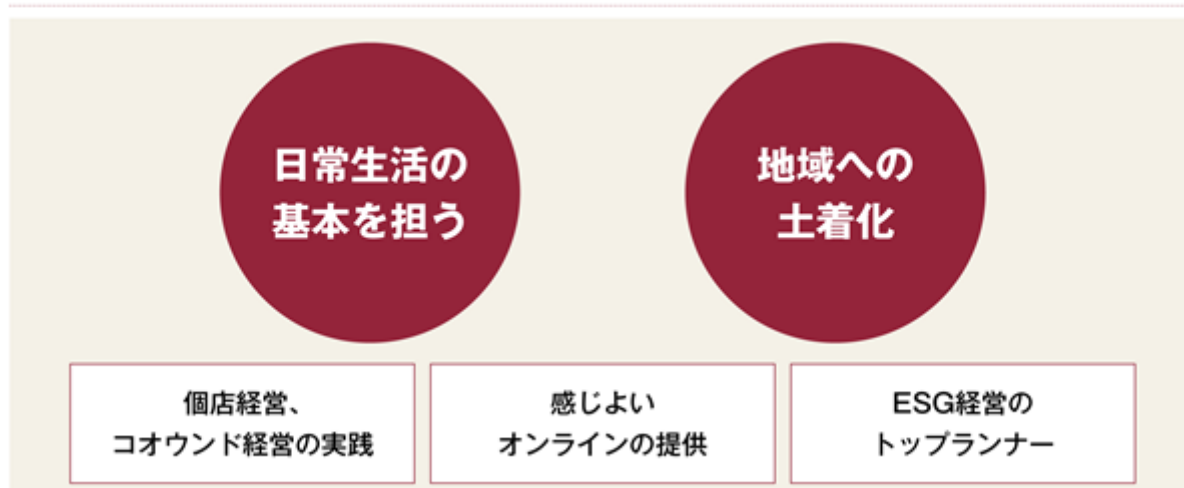 日常生活の
基本を担う
地域への
土着化
個店経営、
コオウンド経営の実践
感じよい
オンラインの提供
ESG経営の
トップランナー